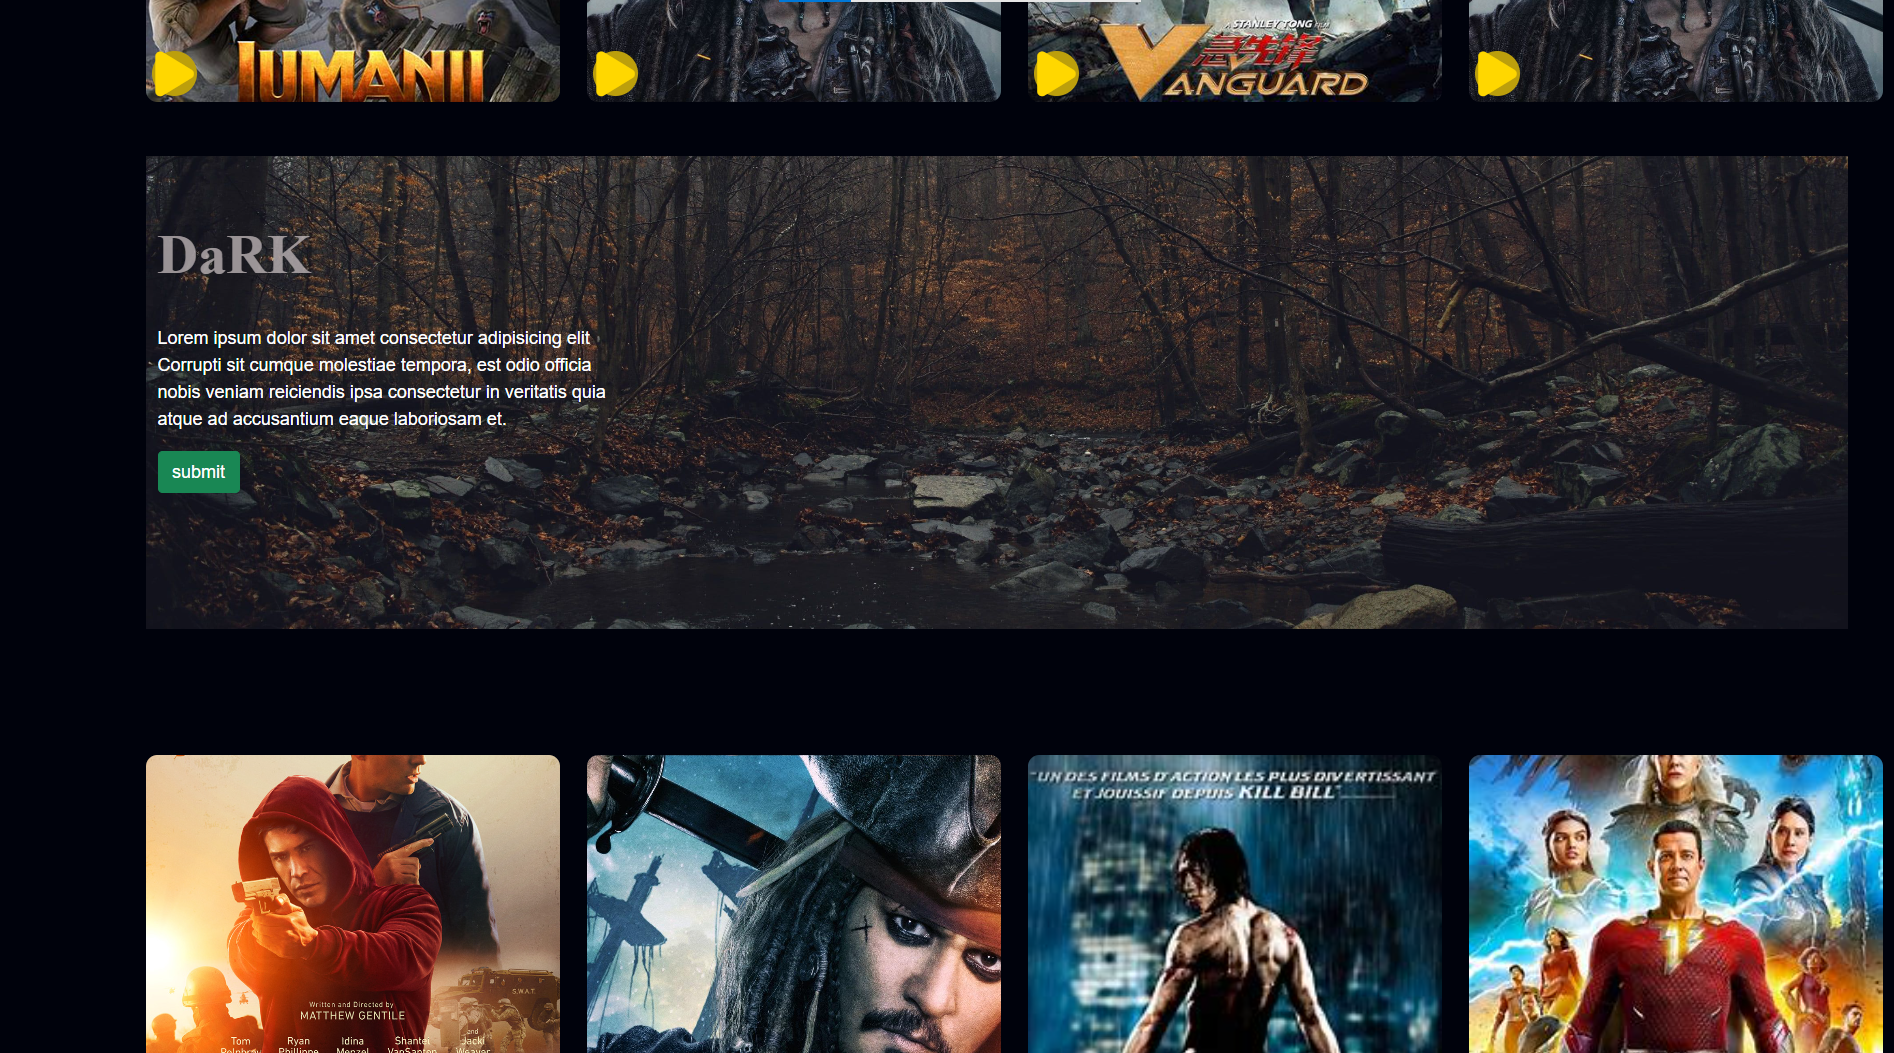 JUMANJI
A STANLEY TONG FILM
急先锋
VANGUARD
DaRK
Lorem ipsum dolor sit amet consectetur adipisicing elit
Corrupti sit cumque molestiae tempora, est odio officia
nobis veniam reiciendis ipsa consectetur in veritatis quia
atque ad accusantium eaque laboriosam et.
submit
"UN DES FILMS D'ACTION LES PLUS DIVERTISSANT
ET JOUISSIF DEPUIS KILL BILL"
S.W.A.T.
Written and Directed by
MATTHEW GENTILE
and
Tom Ryan Idina Shantel Jacki
Pelphrey Phillippe Menzel VanSanten Weaver